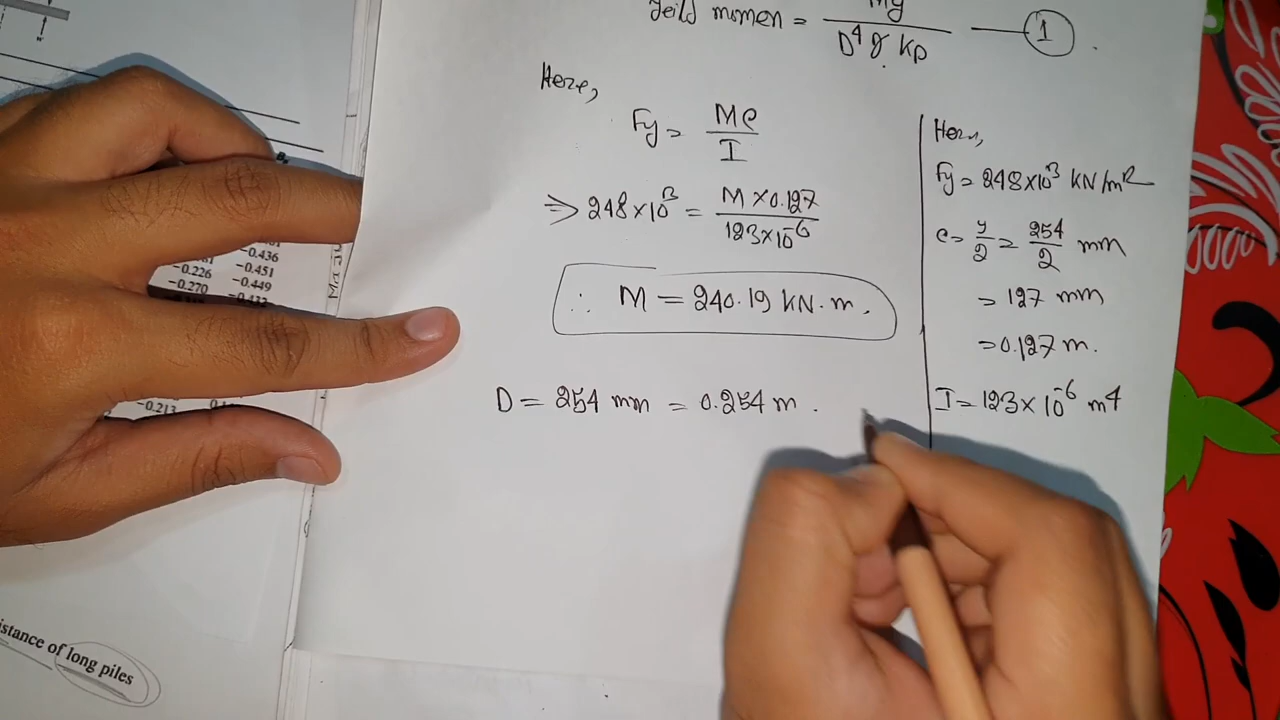 Yeild momen = My / D⁴ γ Kp — 1 .
Here,
Fy = Mc / I
⇒ 248×10³ = M×0.127 / 123×10⁻⁶
∴ M = 240.19 KN.m.
D = 254 mm = 0.254 m .
Here,
Fy = 248×10³ KN/m²
c = y/2 = 254/2 mm
= 127 mm
= 0.127 m.
I = 123×10⁻⁶ m⁴
-0.436
-0.226 -0.451
-0.270 -0.449
-0.432
-0.213
istance of long piles